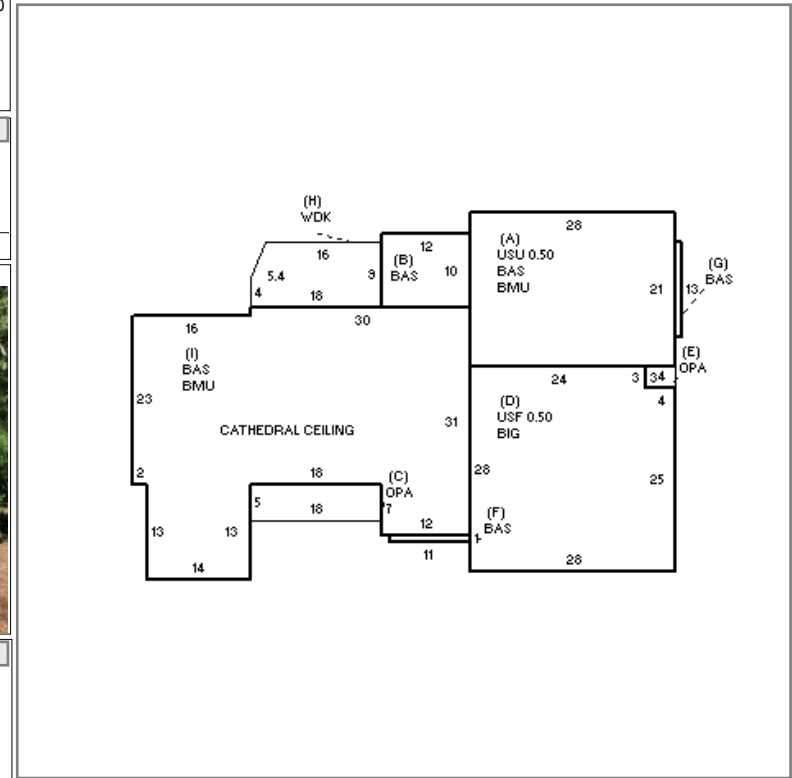 (H)
WDK
28
12
(A)
USU 0.50
BAS
BMU
16
(B)
BAS
9
10
5.4
(G)
BAS
21
13
4
18
30
16
(I)
BAS
BMU
(E)
OPA
24
3
34
4
23
(D)
USF 0.50
BIG
31
CATHEDRAL CEILING
2
18
(C)
OPA
28
25
5
18
7
(F)
BAS
12
1
13
13
11
14
28